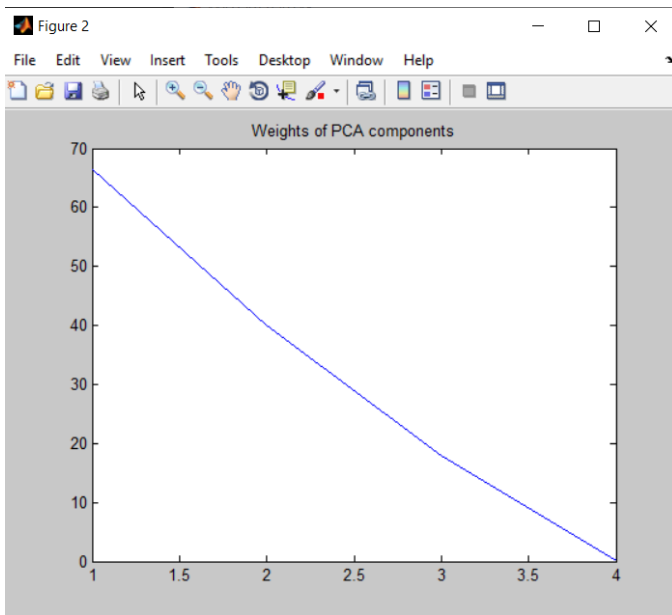 Figure 2
File Edit View Insert Tools Desktop Window Help
Weights of PCA components
70
60
50
40
30
20
10
0
1 1.5 2 2.5 3 3.5 4